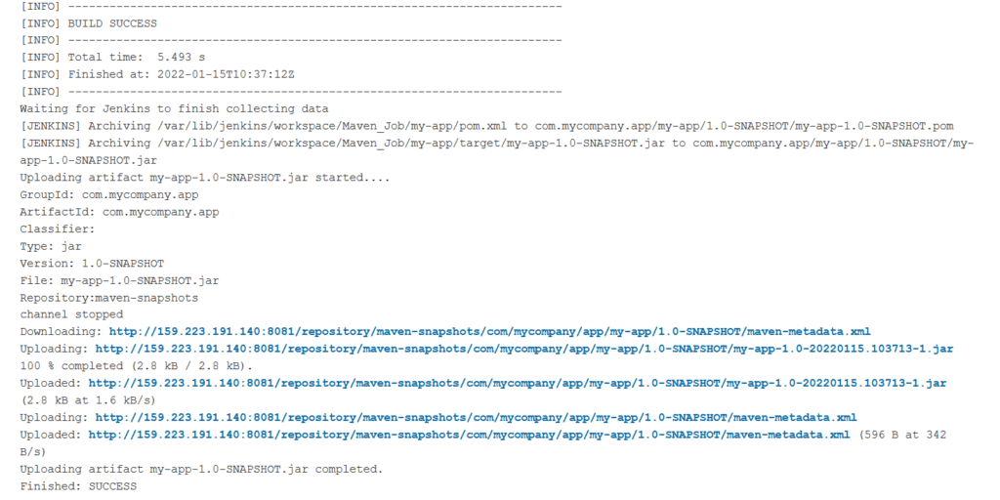 [INFO] ------------------------------------------------------------------------
[INFO] BUILD SUCCESS
[INFO] ------------------------------------------------------------------------
[INFO] Total time:  5.493 s
[INFO] Finished at: 2022-01-15T10:37:12Z
[INFO] ------------------------------------------------------------------------
Waiting for Jenkins to finish collecting data
[JENKINS] Archiving /var/lib/jenkins/workspace/Maven_Job/my-app/pom.xml to com.mycompany.app/my-app/1.0-SNAPSHOT/my-app-1.0-SNAPSHOT.pom
[JENKINS] Archiving /var/lib/jenkins/workspace/Maven_Job/my-app/target/my-app-1.0-SNAPSHOT.jar to com.mycompany.app/my-app/1.0-SNAPSHOT/my-
app-1.0-SNAPSHOT.jar
Uploading artifact my-app-1.0-SNAPSHOT.jar started....
GroupId: com.mycompany.app
ArtifactId: com.mycompany.app
Classifier:
Type: jar
Version: 1.0-SNAPSHOT
File: my-app-1.0-SNAPSHOT.jar
Repository:maven-snapshots
channel stopped
Downloading: http://159.223.191.140:8081/repository/maven-snapshots/com/mycompany/app/my-app/1.0-SNAPSHOT/maven-metadata.xml
Uploading: http://159.223.191.140:8081/repository/maven-snapshots/com/mycompany/app/my-app/1.0-SNAPSHOT/my-app-1.0-20220115.103713-1.jar
100 % completed (2.8 kB / 2.8 kB).
Uploaded: http://159.223.191.140:8081/repository/maven-snapshots/com/mycompany/app/my-app/1.0-SNAPSHOT/my-app-1.0-20220115.103713-1.jar
(2.8 kB at 1.6 kB/s)
Uploading: http://159.223.191.140:8081/repository/maven-snapshots/com/mycompany/app/my-app/1.0-SNAPSHOT/maven-metadata.xml
Uploaded: http://159.223.191.140:8081/repository/maven-snapshots/com/mycompany/app/my-app/1.0-SNAPSHOT/maven-metadata.xml (596 B at 342
B/s)
Uploading artifact my-app-1.0-SNAPSHOT.jar completed.
Finished: SUCCESS